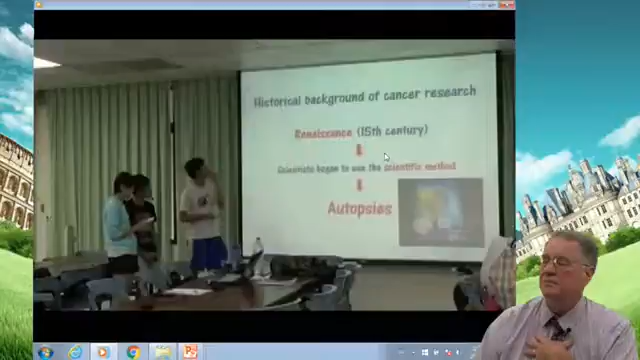 Historical background of cancer research
Renaissance (15th century)
Scientists began to use the scientific method
Autopsies